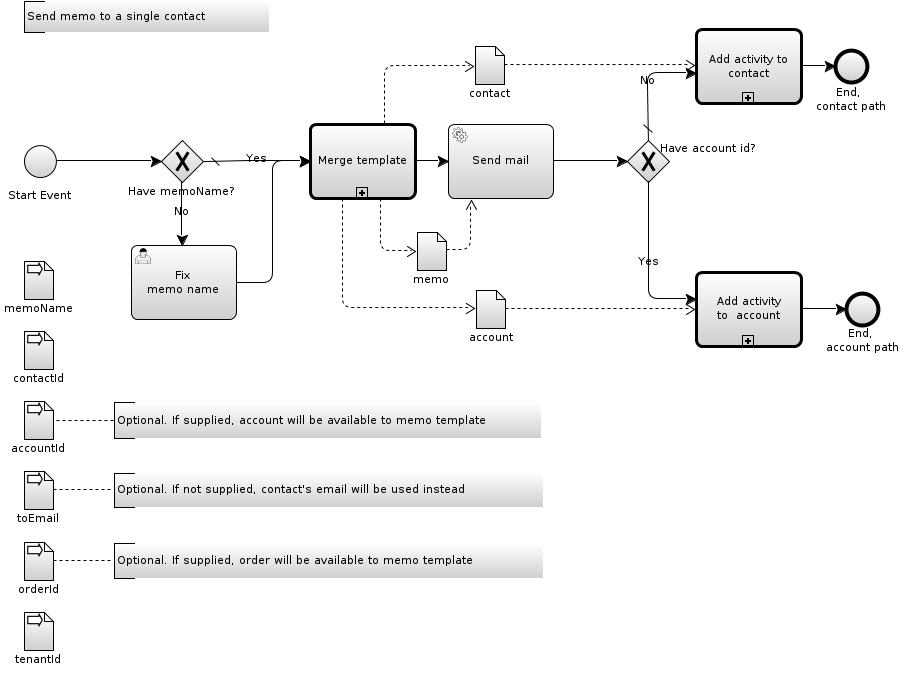 Send memo to a single contact
Add activity to
contact
End,
contact path
contact
No
Start Event
Have memoName?
Yes
Merge template
Send mail
Have account id?
No
Fix
memo name
memo
Yes
Add activity
to account
End,
account path
account
memoName
contactId
accountId
Optional. If supplied, account will be available to memo template
toEmail
Optional. If not supplied, contact's email will be used instead
orderId
Optional. If supplied, order will be available to memo template
tenantId